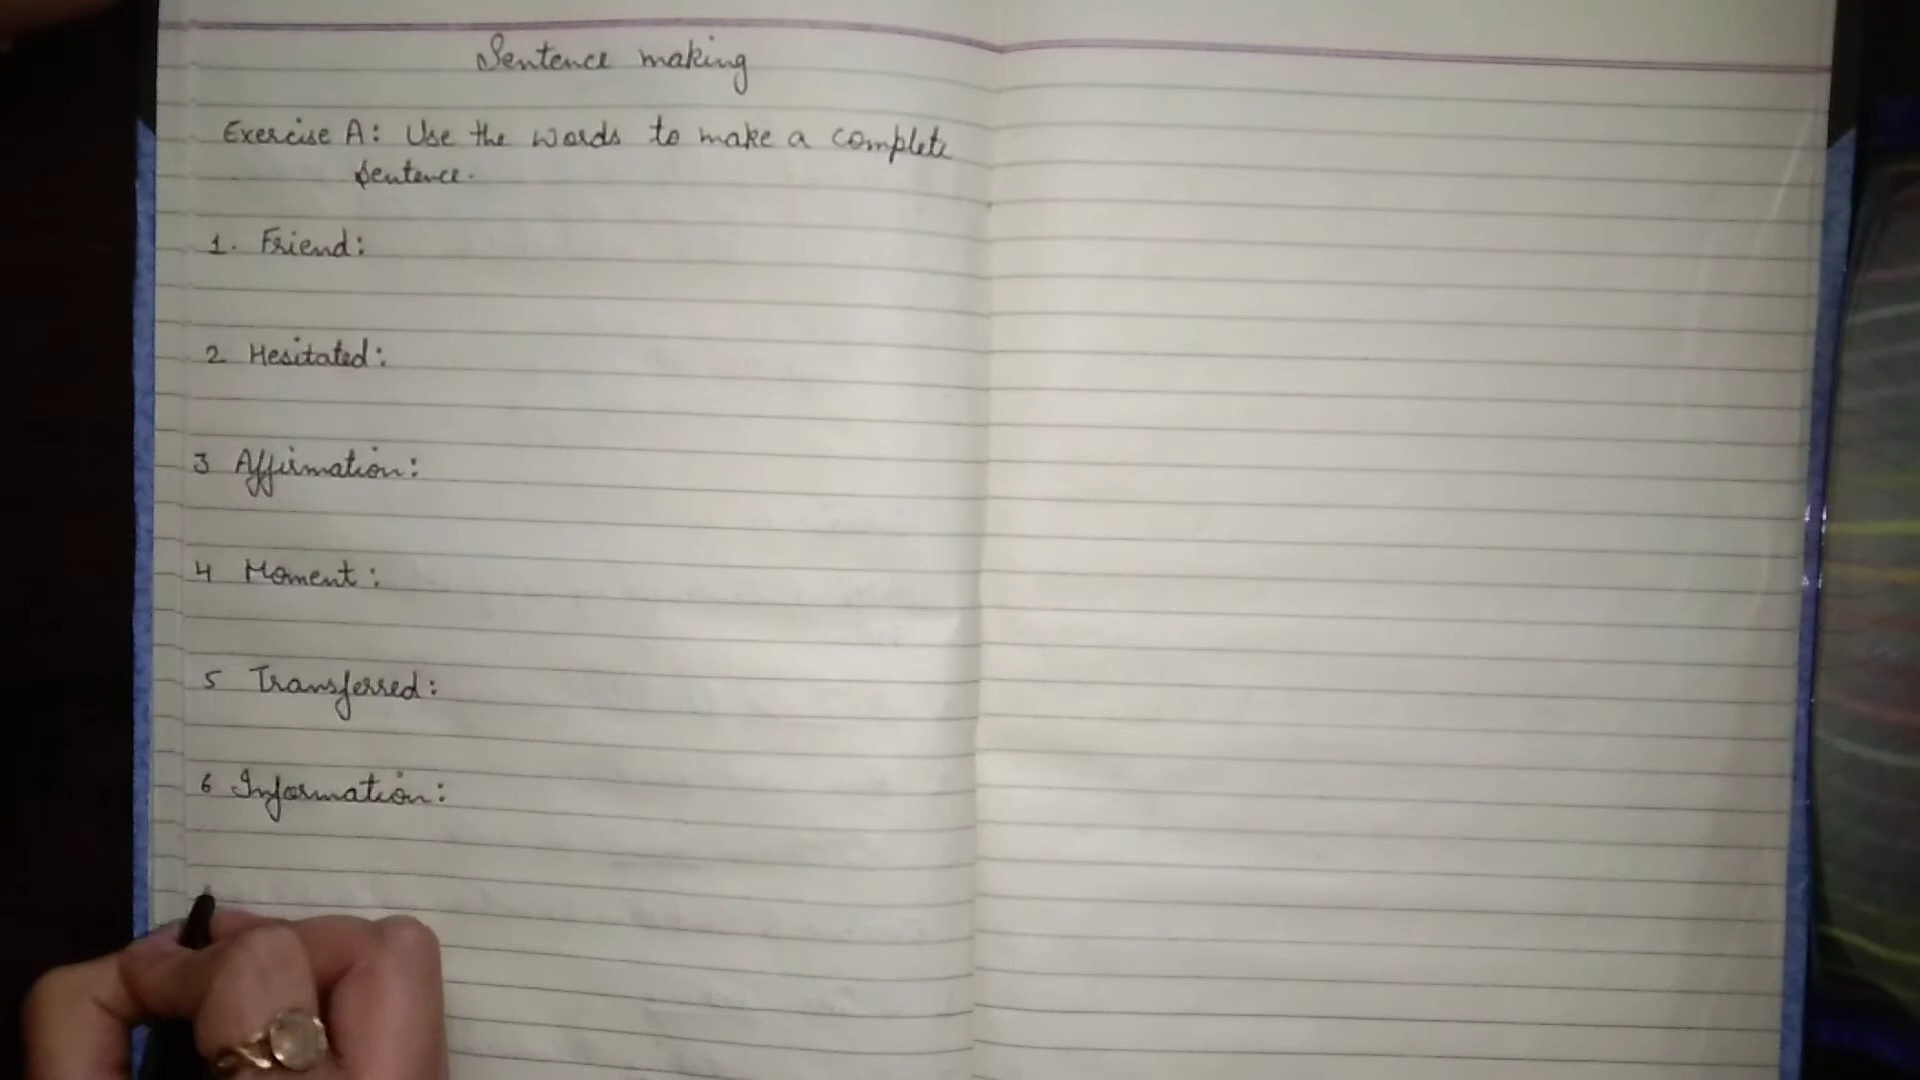 Sentence making
Exercise A: Use the words to make a complete
sentence.
1. Friend:
2 Hesitated:
3 Affirmation:
4 Moment:
5 Transferred:
6 Information: